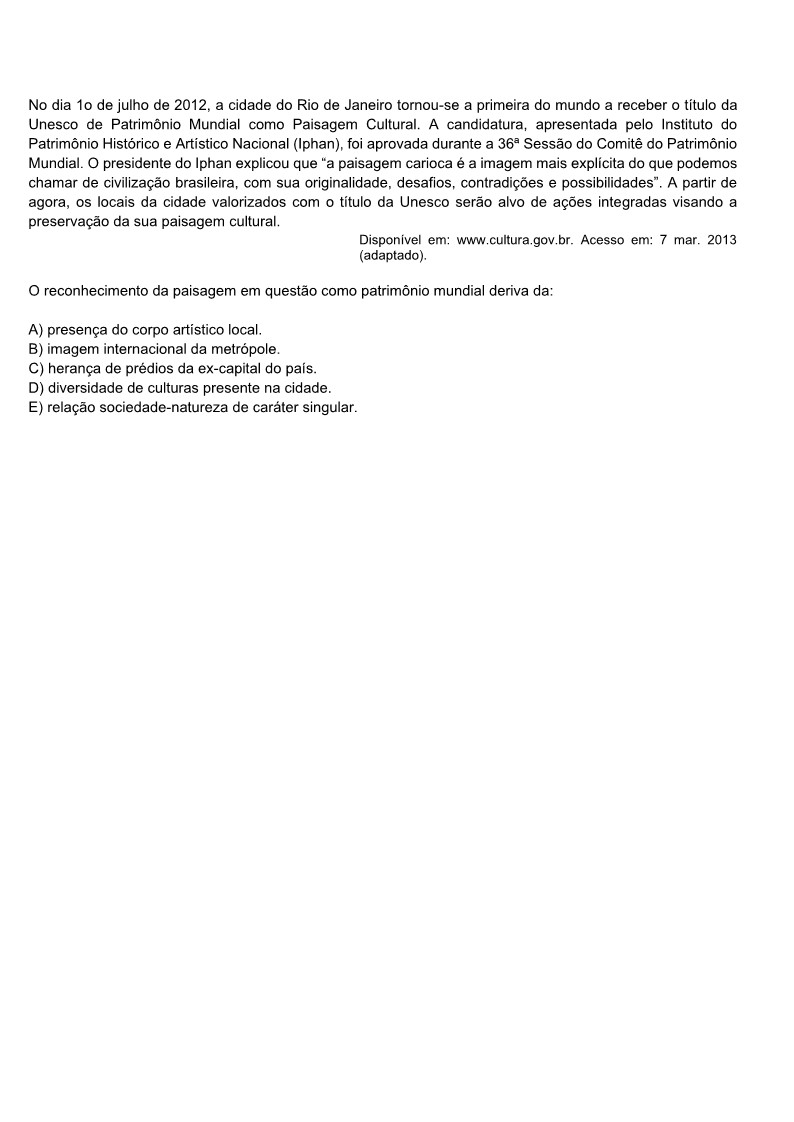 No dia 1o de julho de 2012, a cidade do Rio de Janeiro tornou-se a primeira do mundo a receber o título da
Unesco de Patrimônio Mundial como Paisagem Cultural. A candidatura, apresentada pelo Instituto do
Patrimônio Histórico e Artístico Nacional (Iphan), foi aprovada durante a 36ª Sessão do Comitê do Patrimônio
Mundial. O presidente do Iphan explicou que “a paisagem carioca é a imagem mais explícita do que podemos
chamar de civilização brasileira, com sua originalidade, desafios, contradições e possibilidades”. A partir de
agora, os locais da cidade valorizados com o título da Unesco serão alvo de ações integradas visando a
preservação da sua paisagem cultural.
Disponível em: www.cultura.gov.br. Acesso em: 7 mar. 2013
(adaptado).
O reconhecimento da paisagem em questão como patrimônio mundial deriva da:
A) presença do corpo artístico local.
B) imagem internacional da metrópole.
C) herança de prédios da ex-capital do país.
D) diversidade de culturas presente na cidade.
E) relação sociedade-natureza de caráter singular.